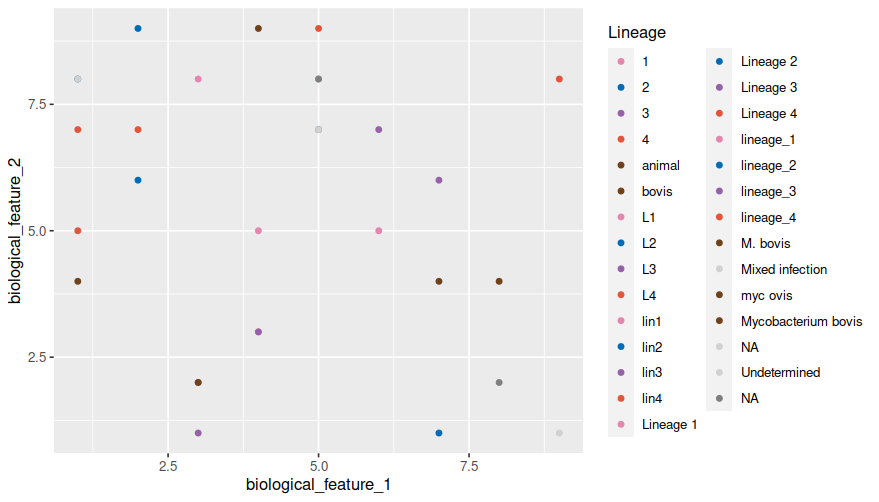 Lineage
1
2
3
4
animal
bovis
L1
L2
L3
L4
lin1
lin2
lin3
lin4
Lineage 1
Lineage 2
Lineage 3
Lineage 4
lineage_1
lineage_2
lineage_3
lineage_4
M. bovis
Mixed infection
myc ovis
Mycobacterium bovis
NA
Undetermined
NA
biological_feature_2
7.5
5.0
2.5
2.5
5.0
7.5
biological_feature_1